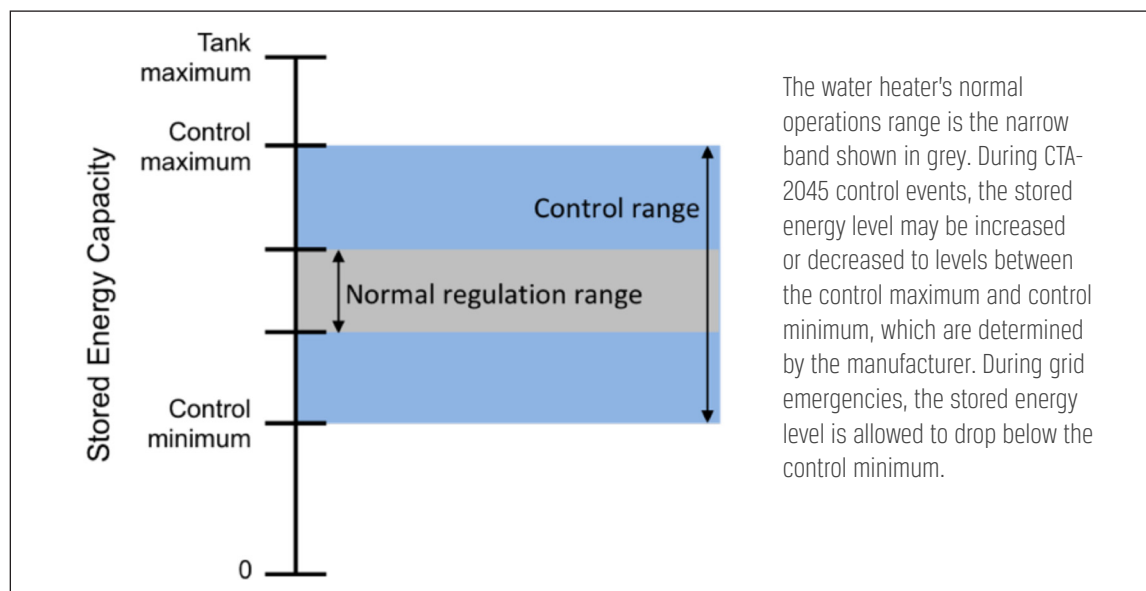 Tank
maximum
Control
maximum
Stored Energy Capacity
Control range
Normal regulation range
Control
minimum
0
The water heater's normal
operations range is the narrow
band shown in grey. During CTA-
2045 control events, the stored
energy level may be increased
or decreased to levels between
the control maximum and control
minimum, which are determined
by the manufacturer. During grid
emergencies, the stored energy
level is allowed to drop below the
control minimum.